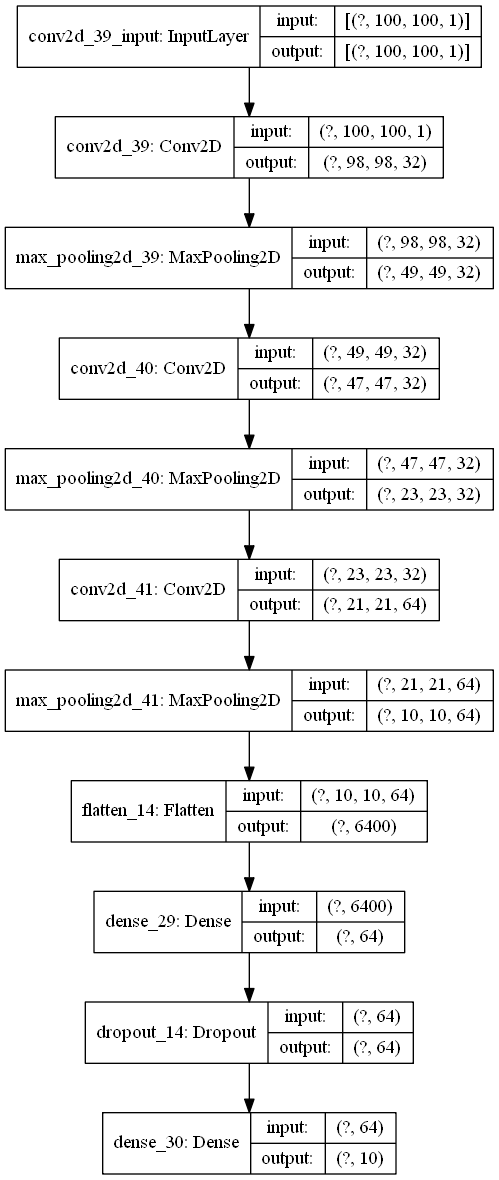 conv2d_39_input: InputLayer
input: [(?, 100, 100, 1)]
output: [(?, 100, 100, 1)]
conv2d_39: Conv2D
input: (?, 100, 100, 1)
output: (?, 98, 98, 32)
max_pooling2d_39: MaxPooling2D
input: (?, 98, 98, 32)
output: (?, 49, 49, 32)
conv2d_40: Conv2D
input: (?, 49, 49, 32)
output: (?, 47, 47, 32)
max_pooling2d_40: MaxPooling2D
input: (?, 47, 47, 32)
output: (?, 23, 23, 32)
conv2d_41: Conv2D
input: (?, 23, 23, 32)
output: (?, 21, 21, 64)
max_pooling2d_41: MaxPooling2D
input: (?, 21, 21, 64)
output: (?, 10, 10, 64)
flatten_14: Flatten
input: (?, 10, 10, 64)
output: (?, 6400)
dense_29: Dense
input: (?, 6400)
output: (?, 64)
dropout_14: Dropout
input: (?, 64)
output: (?, 64)
dense_30: Dense
input: (?, 64)
output: (?, 10)